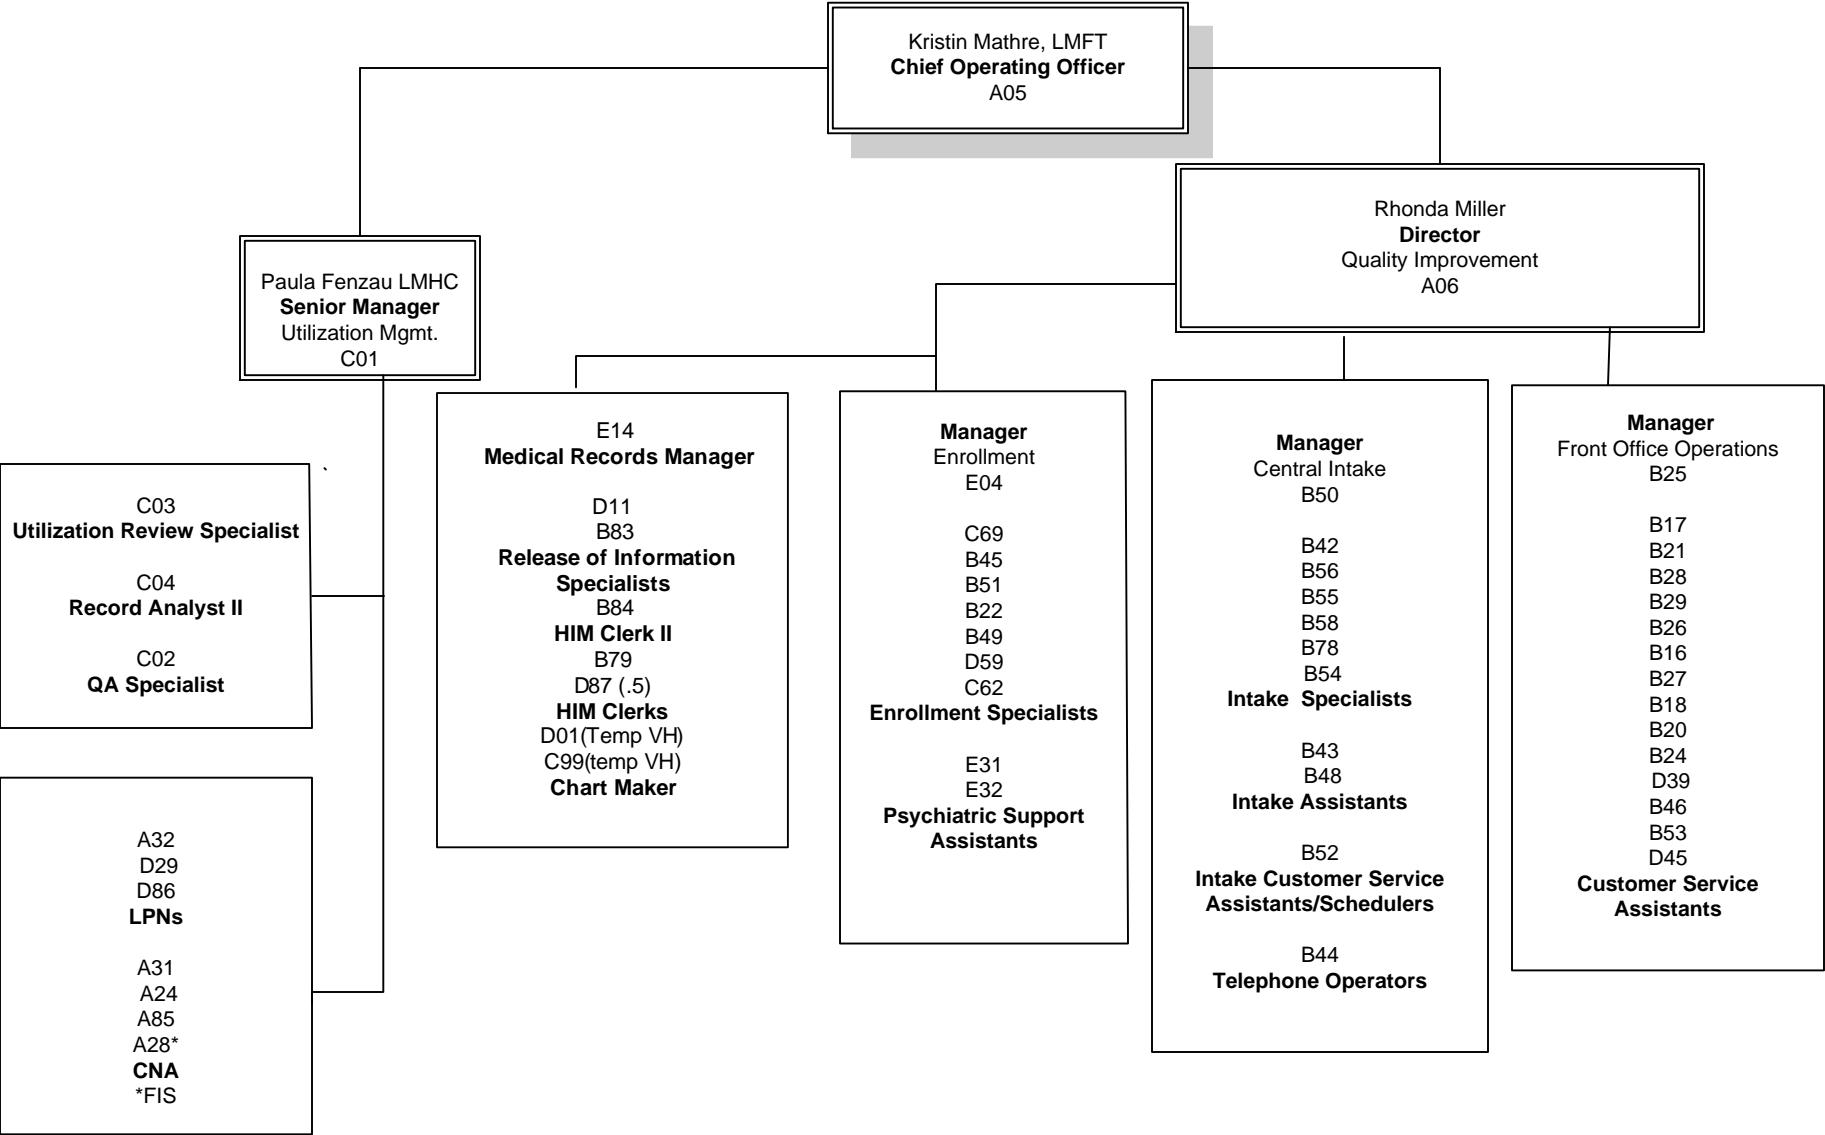 Kristin Mathre, LMFT
Chief Operating Officer
A05
Rhonda Miller
Director
Quality Improvement
A06
Paula Fenzau LMHC
Senior Manager
Utilization Mgmt.
C01
`
C03
Utilization Review Specialist
C04
Record Analyst II
C02
QA Specialist
A32
D29
D86
LPNs
A31
A24
A85
A28*
CNA
*FIS
E14
Medical Records Manager
D11
B83
Release of Information
Specialists
B84
HIM Clerk II
B79
D87 (.5)
HIM Clerks
D01(Temp VH)
C99(temp VH)
Chart Maker
Manager
Enrollment
E04
C69
B45
B51
B22
B49
D59
C62
Enrollment Specialists
E31
E32
Psychiatric Support
Assistants
Manager
Central Intake
B50
B42
B56
B55
B58
B78
B54
Intake  Specialists
B43
B48
Intake Assistants
B52
Intake Customer Service
Assistants/Schedulers
B44
Telephone Operators
Manager
Front Office Operations
B25
B17
B21
B28
B29
B26
B16
B27
B18
B20
B24
D39
B46
B53
D45
Customer Service
Assistants